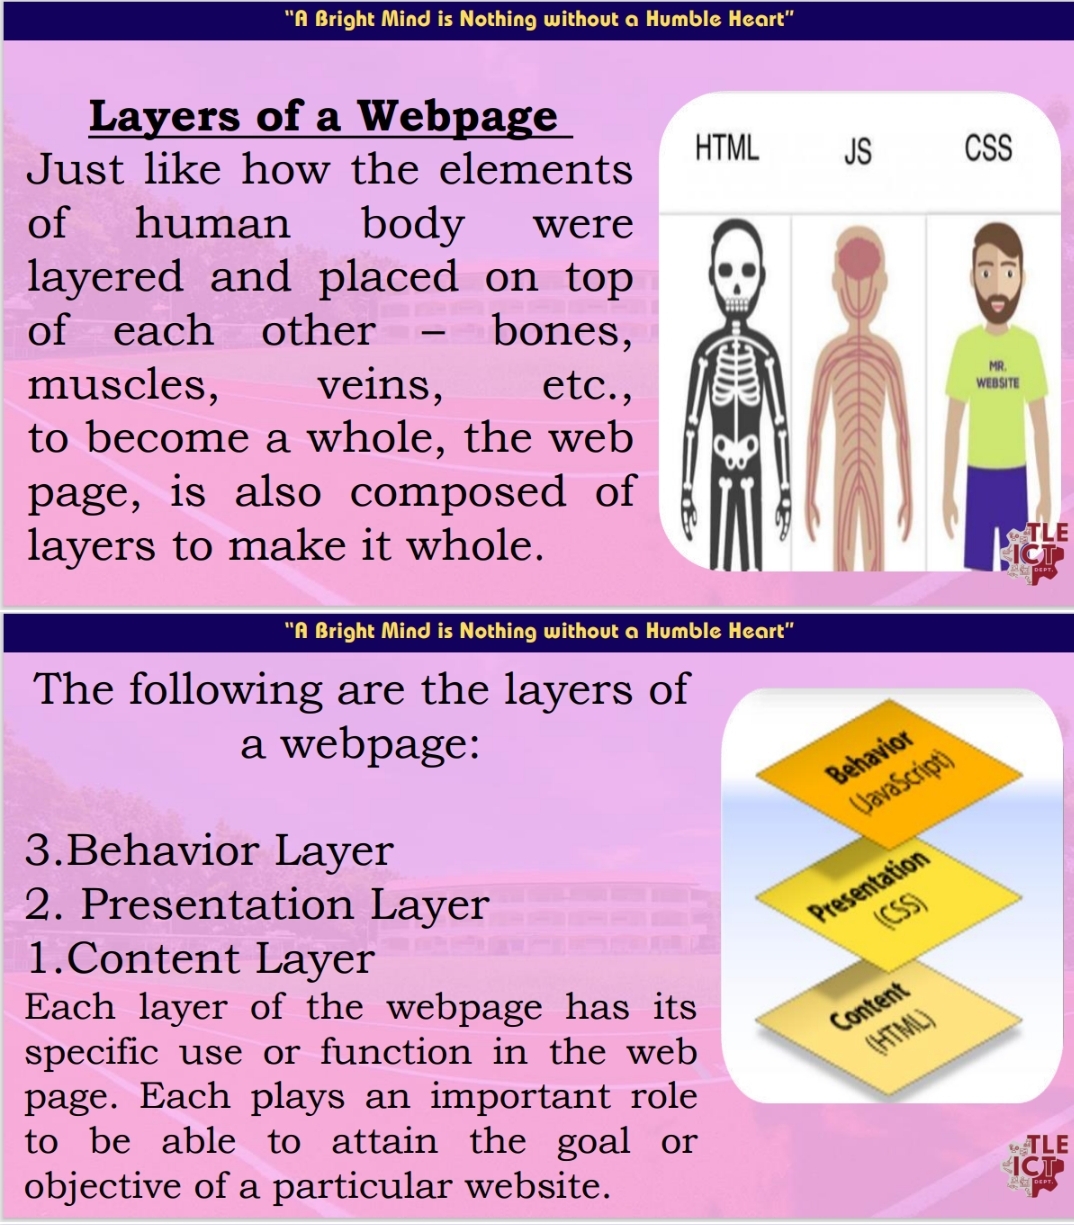 “A Bright Mind is Nothing without a Humble Heart”
Layers of a Webpage
Just like how the elements
of human body were
layered and placed on top
of each other – bones,
muscles, veins, etc.,
to become a whole, the web
page, is also composed of
layers to make it whole.
HTML JS CSS
MR.
WEBSITE
TLE
ICT
DEPT.
“A Bright Mind is Nothing without a Humble Heart”
The following are the layers of
a webpage:
3.Behavior Layer
2. Presentation Layer
1.Content Layer
Each layer of the webpage has its
specific use or function in the web
page. Each plays an important role
to be able to attain the goal or
objective of a particular website.
Behavior
(JavaScript)
Presentation
(CSS)
Content
(HTML)
TLE
ICT
DEPT.